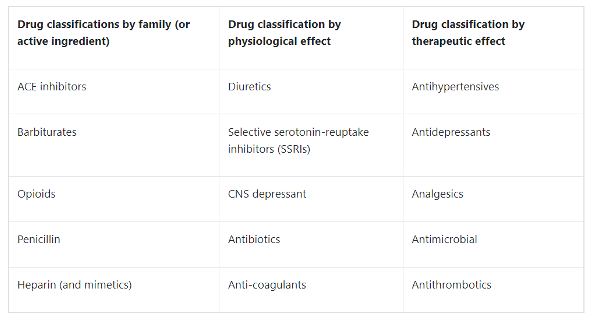 Drug classifications by family (or
active ingredient)
Drug classification by
physiological effect
Drug classification by
therapeutic effect
ACE inhibitors
Diuretics
Antihypertensives
Barbiturates
Selective serotonin-reuptake
inhibitors (SSRIs)
Antidepressants
Opioids
CNS depressant
Analgesics
Penicillin
Antibiotics
Antimicrobial
Heparin (and mimetics)
Anti-coagulants
Antithrombotics